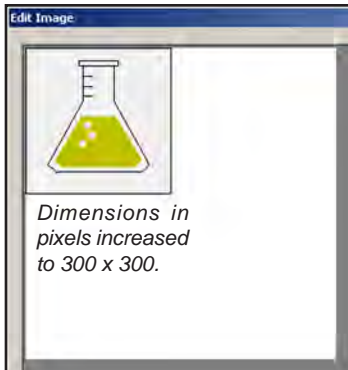 Edit Image
Dimensions in
pixels increased
to 300 x 300.